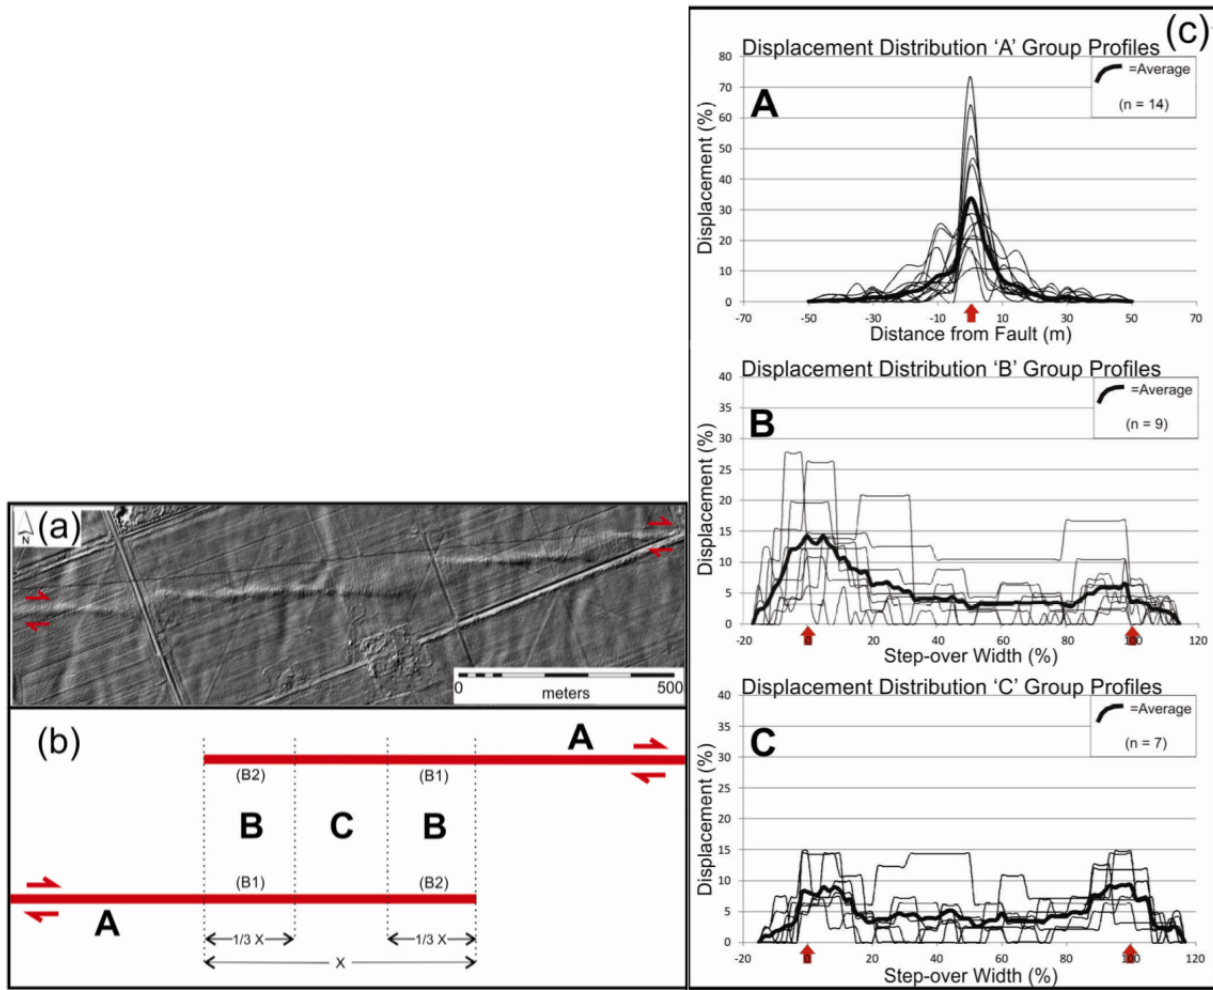 (a)
N
0 meters 500
(b)
A
(B2) (B1)
B C B
(B1) (B2)
A
1/3 X 1/3 X
X
(c)
Displacement Distribution 'A' Group Profiles
A
=Average
(n = 14)
Displacement (%)
80
70
60
50
40
30
20
10
0
-70 -50 -30 -10 10 30 50 70
Distance from Fault (m)
Displacement Distribution 'B' Group Profiles
B
=Average
(n = 9)
Displacement (%)
40
35
30
25
20
15
10
5
0
-20 0 20 40 60 80 100 120
Step-over Width (%)
Displacement Distribution 'C' Group Profiles
C
=Average
(n = 7)
Displacement (%)
40
35
30
25
20
15
10
5
0
-20 0 20 40 60 80 100 120
Step-over Width (%)